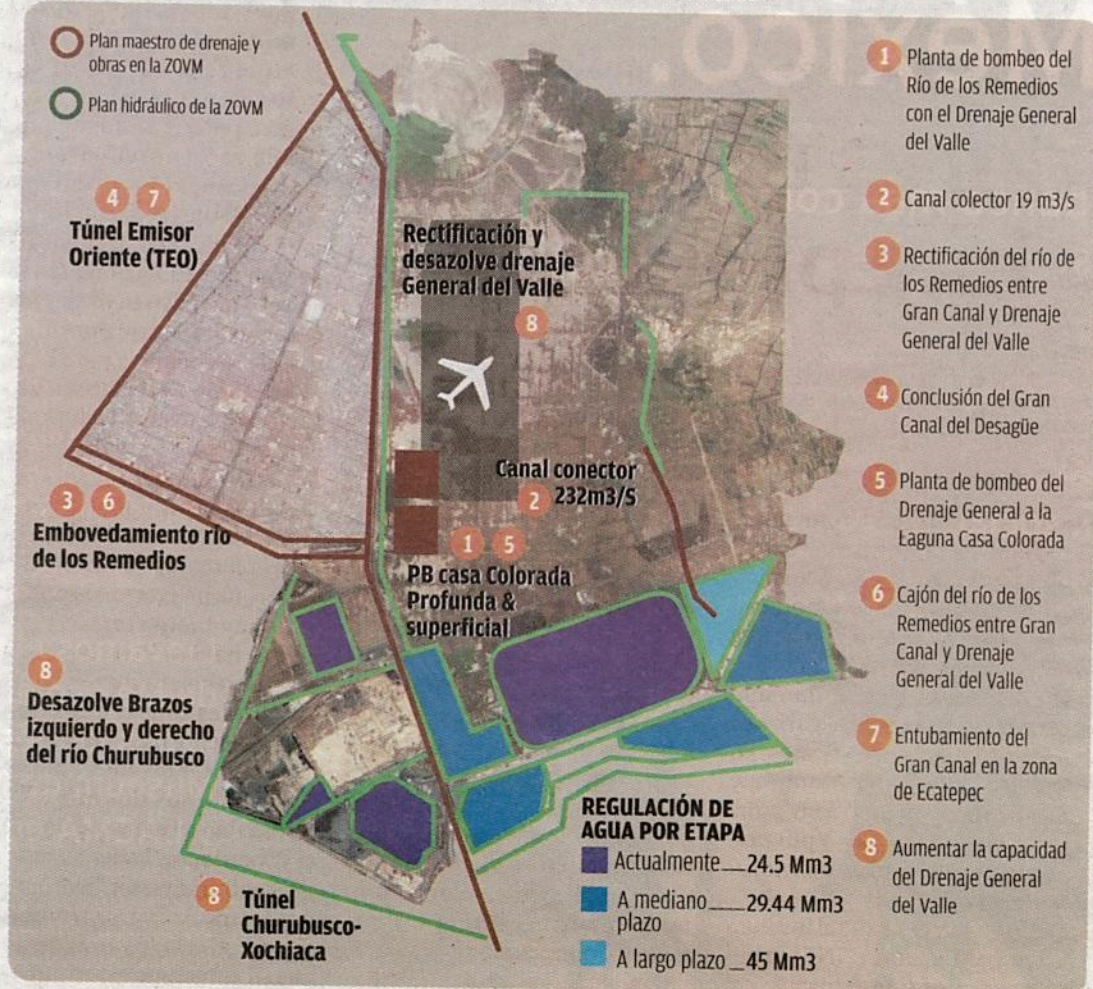 Plan maestro de drenaje y
obras en la ZOVM
Plan hidráulico de la ZOVM
4 7
Túnel Emisor
Oriente (TEO)
Rectificación y
desazolve drenaje
General del Valle
8
Canal conector
232m3/S
2
3 6
Embovedamiento río
de los Remedios
1 5
PB casa Colorada
Profunda &
superficial
8
Desazolve Brazos
izquierdo y derecho
del río Churubusco
8 Túnel
Churubusco-
Xochiaca
REGULACIÓN DE
AGUA POR ETAPA
Actualmente__24.5 Mm3
A mediano___29.44 Mm3
plazo
A largo plazo _45 Mm3
1 Planta de bombeo del
Río de los Remedios
con el Drenaje General
del Valle
2 Canal colector 19 m3/s
3 Rectificación del río de
los Remedios entre
Gran Canal y Drenaje
General del Valle
4 Conclusión del Gran
Canal del Desagüe
5 Planta de bombeo del
Drenaje General a la
Laguna Casa Colorada
6 Cajón del río de los
Remedios entre Gran
Canal y Drenaje
General del Valle
7 Entubamiento del
Gran Canal en la zona
de Ecatepec
8 Aumentar la capacidad
del Drenaje General
del Valle